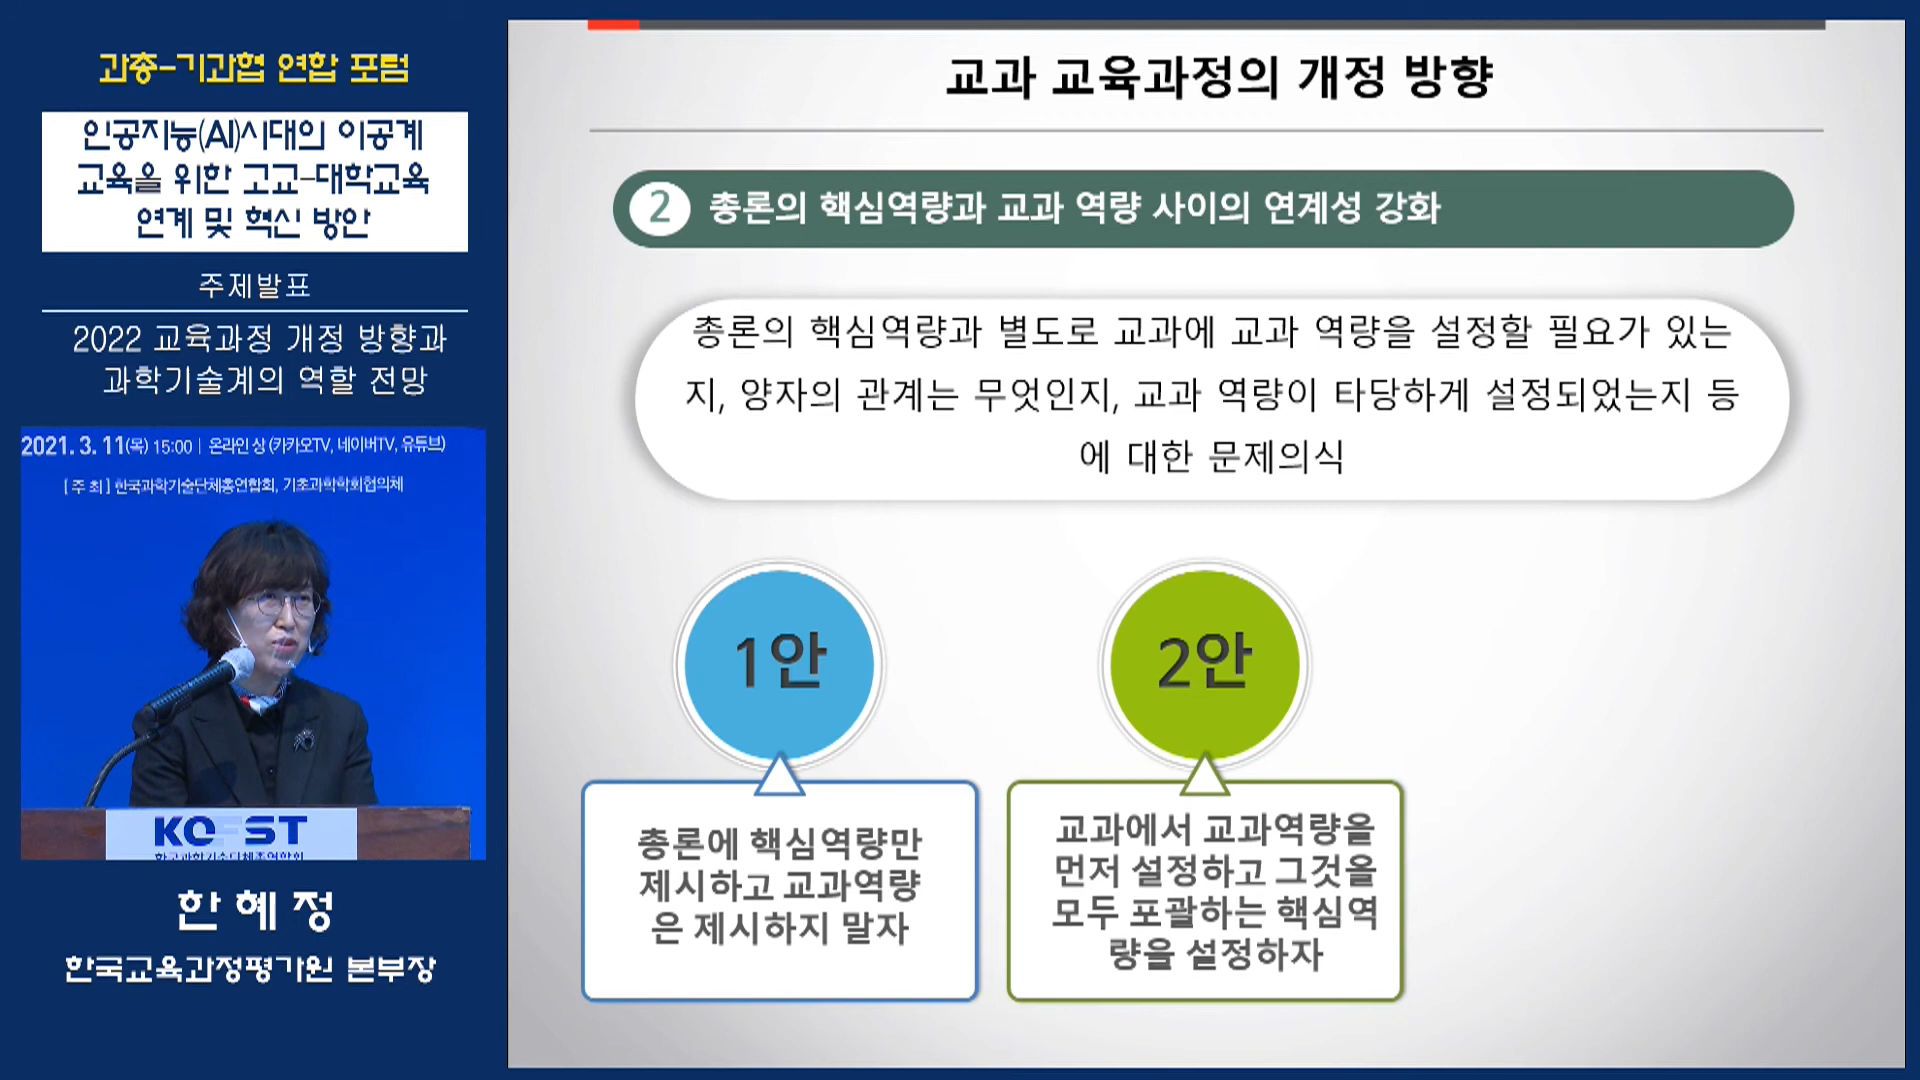 과총-기과협 연합 포럼
인공지능(AI)시대의 이공계
교육을 위한 고교-대학교육
연계 및 혁신 방안
주제발표
2022 교육과정 개정 방향과
과학기술계의 역할 전망
2021. 3. 11(목) 15:00 | 온라인 상 (카카오TV, 네이버TV, 유튜브)
[ 주 최 ] 한국과학기술단체총연합회, 기초과학학회협의체
KOFST
한국과학기술단체총연합회
한 혜 정
한국교육과정평가원 본부장
교과 교육과정의 개정 방향
2 총론의 핵심역량과 교과 역량 사이의 연계성 강화
총론의 핵심역량과 별도로 교과에 교과 역량을 설정할 필요가 있는
지, 양자의 관계는 무엇인지, 교과 역량이 타당하게 설정되었는지 등
에 대한 문제의식
1안
총론에 핵심역량만
제시하고 교과역량
은 제시하지 말자
2안
교과에서 교과역량을
먼저 설정하고 그것을
모두 포괄하는 핵심역
량을 설정하자